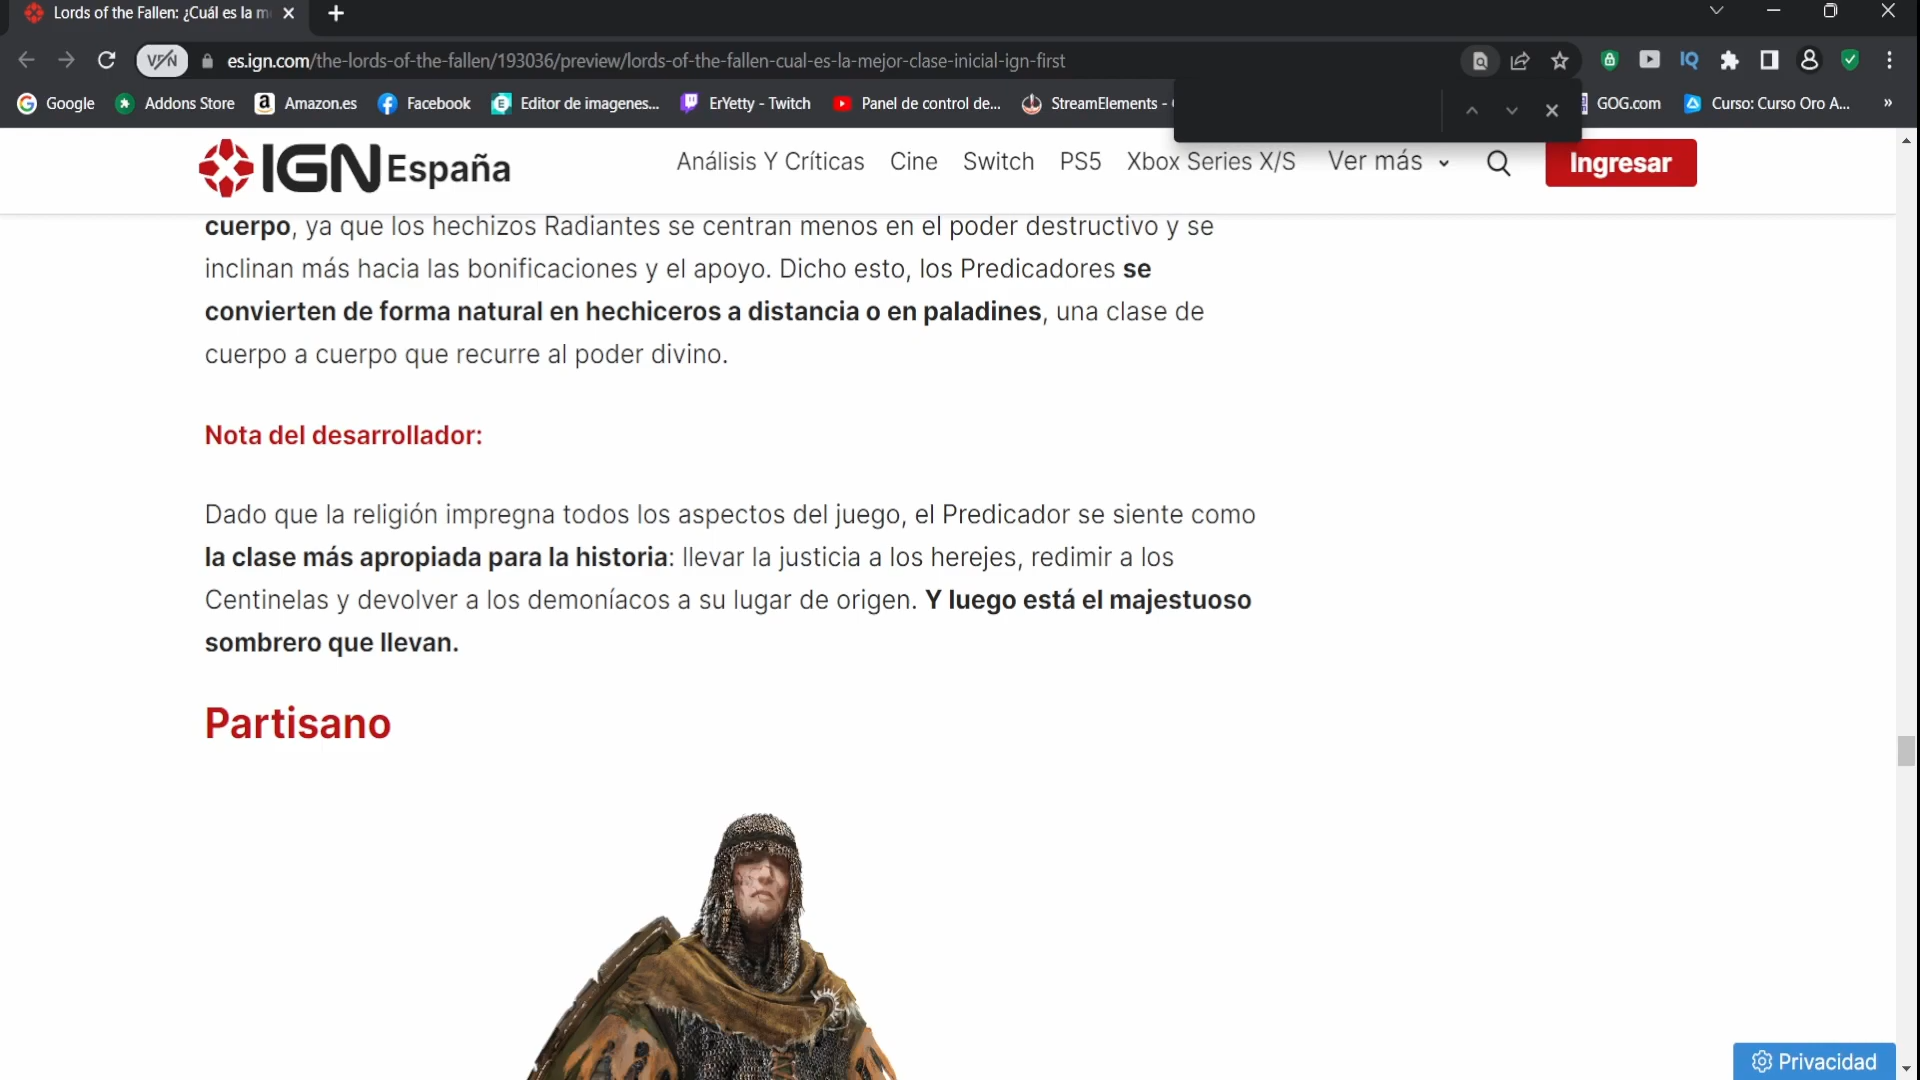 Lords of the Fallen: ¿Cuál es la m
VPN
es.ign.com/the-lords-of-the-fallen/193036/preview/lords-of-the-fallen-cual-es-la-mejor-clase-inicial-ign-first
IQ
Google
Addons Store
Amazon.es
Facebook
Editor de imagenes...
ErYetty - Twitch
Panel de control de...
StreamElements -
GOG.com
Curso: Curso Oro A...
»
IGN España
Análisis Y Críticas
Cine
Switch
PS5
Xbox Series X/S
Ver más
Ingresar
cuerpo, ya que los hechizos Radiantes se centran menos en el poder destructivo y se
inclinan más hacia las bonificaciones y el apoyo. Dicho esto, los Predicadores se
convierten de forma natural en hechiceros a distancia o en paladines, una clase de
cuerpo a cuerpo que recurre al poder divino.
Nota del desarrollador:
Dado que la religión impregna todos los aspectos del juego, el Predicador se siente como
la clase más apropiada para la historia: llevar la justicia a los herejes, redimir a los
Centinelas y devolver a los demoníacos a su lugar de origen. Y luego está el majestuoso
sombrero que llevan.
Partisano
Privacidad